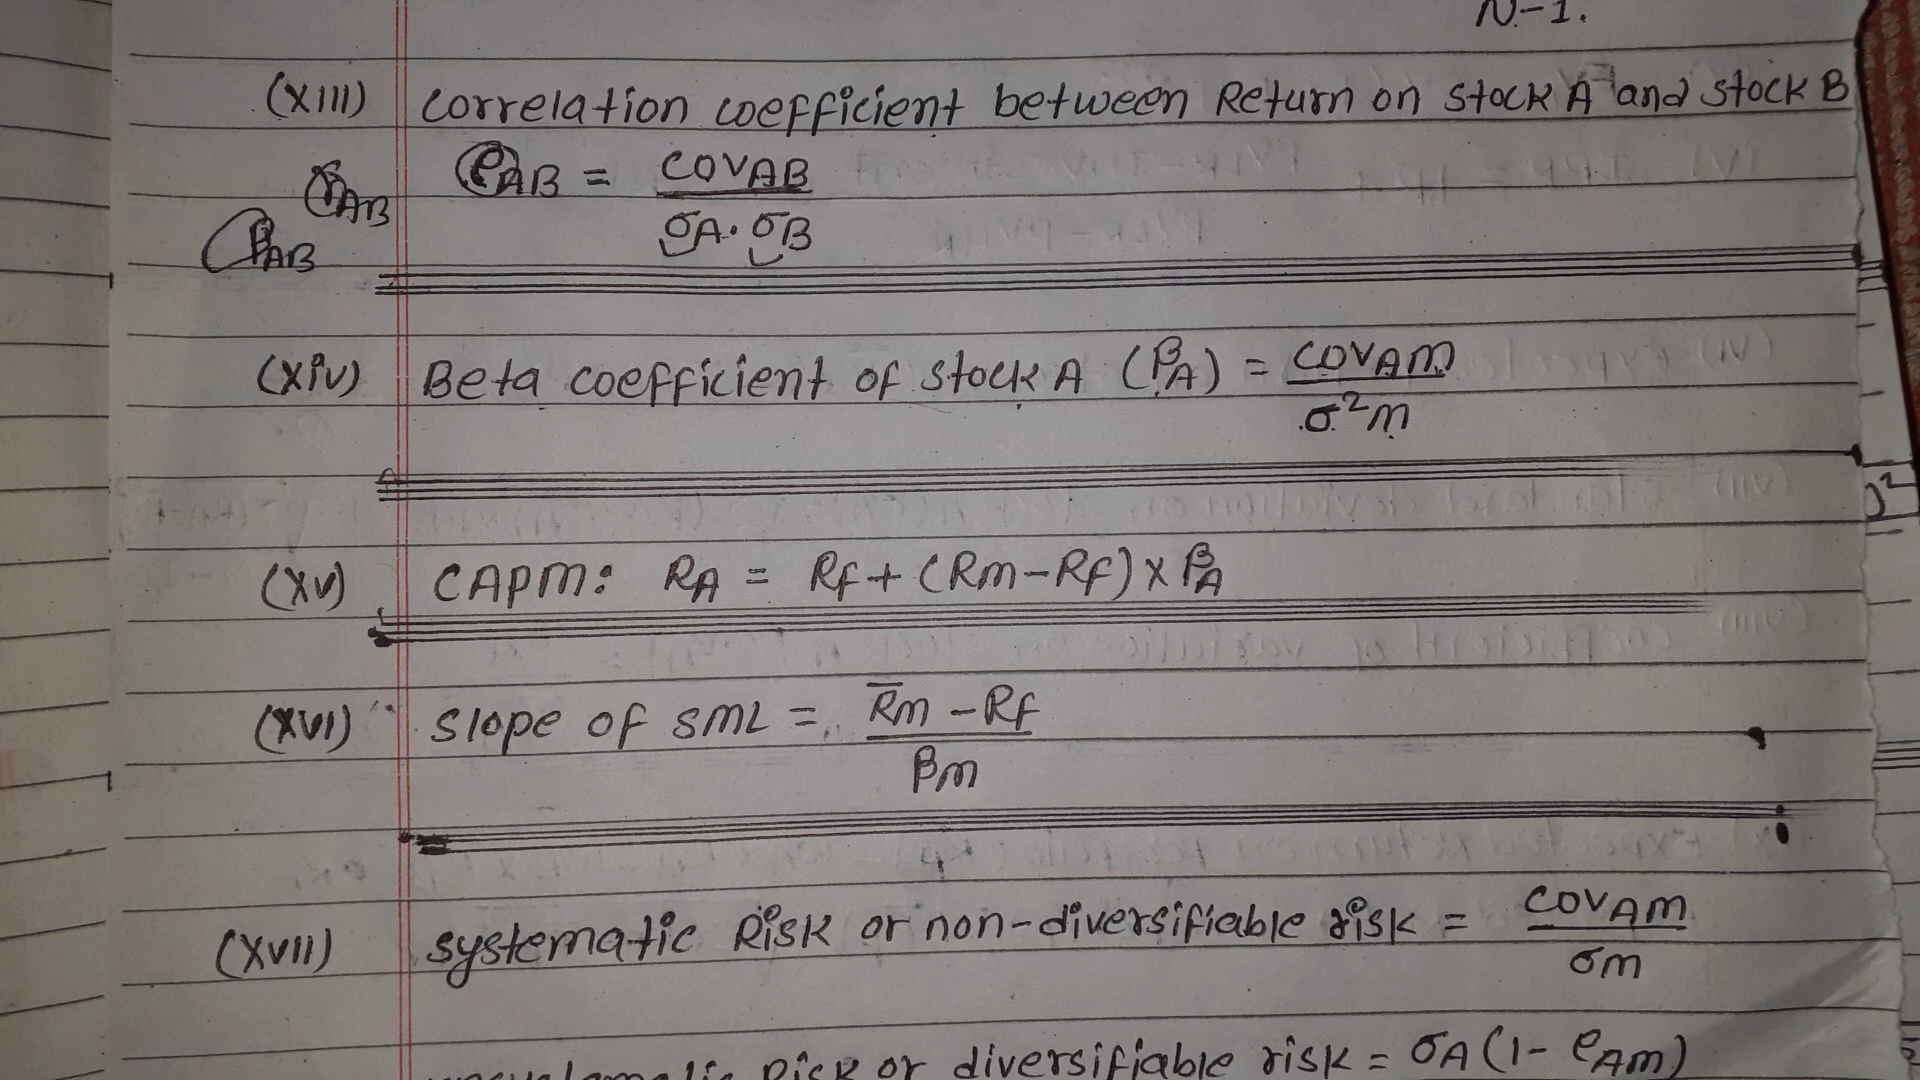 N-1.
(XIII) Correlation coefficient between Return on stock A and stock B
ρAB = COVAB
σA·σB
ρAB
ρAB
(XIV) Beta coefficient of stock A (βA) = COVAM
σ²m
(XV) CAPM: RA = Rf + (Rm-Rf) x βA
(XVI) Slope of SML = R̅m - Rf
βm
(XVII) systematic Risk or non-diversifiable risk = COVAM
σm
Risk or diversifiable risk = σA(1- ρAm)